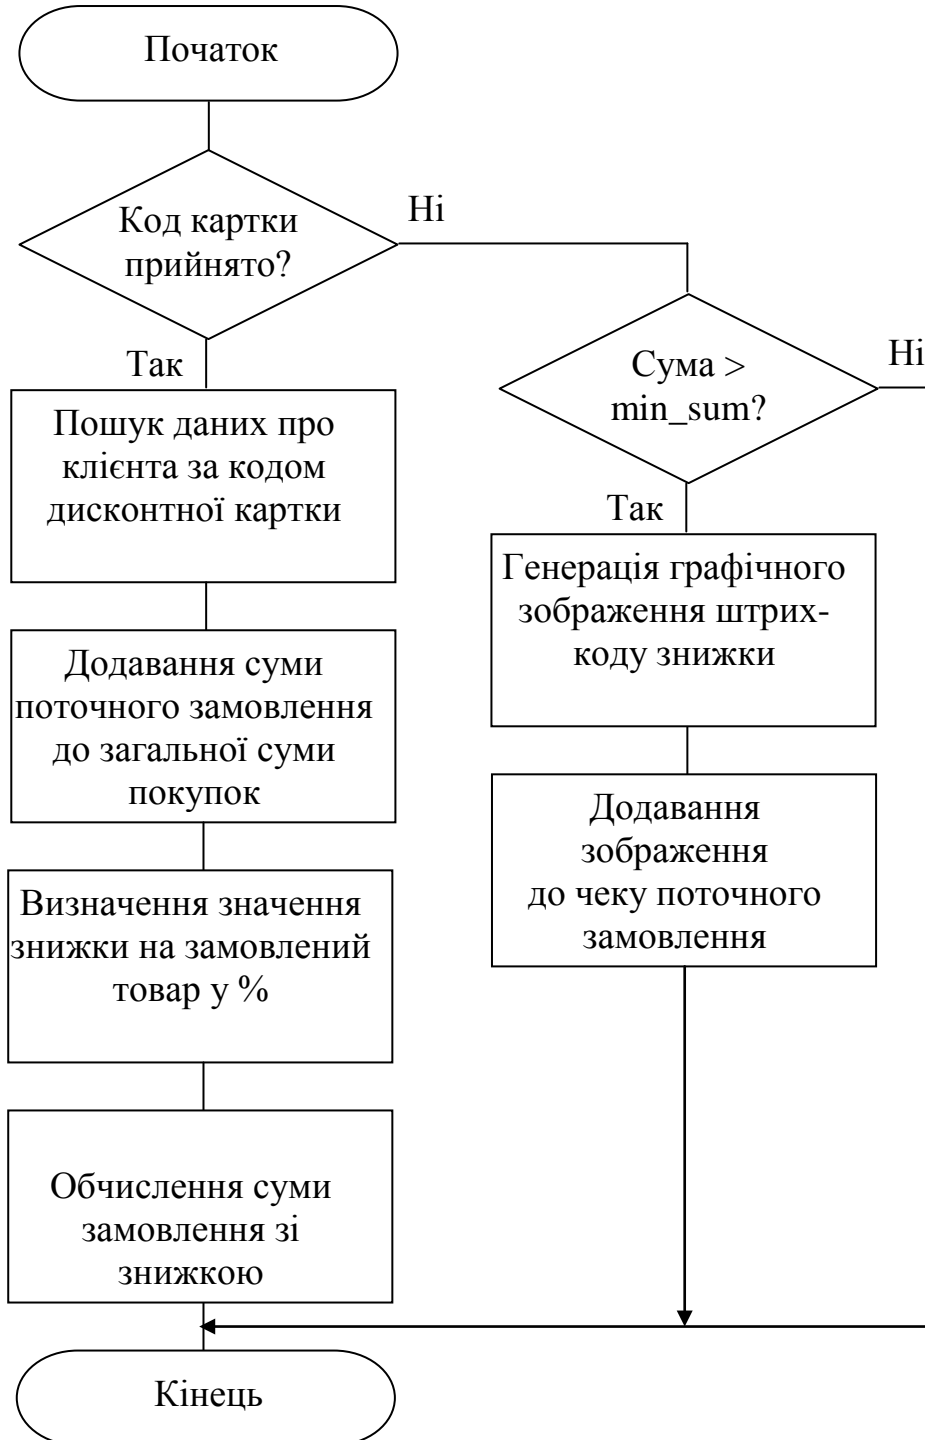 Початок
Код картки
прийнято?
Ні
Так
Сума >
min_sum?
Ні
Так
Пошук даних про
клієнта за кодом
дисконтної картки
Додавання суми
поточного замовлення
до загальної суми
покупок
Визначення значення
знижки на замовлений
товар у %
Обчислення суми
замовлення зі
знижкою
Генерація графічного
зображення штрих-
коду знижки
Додавання
зображення
до чеку поточного
замовлення
Кінець